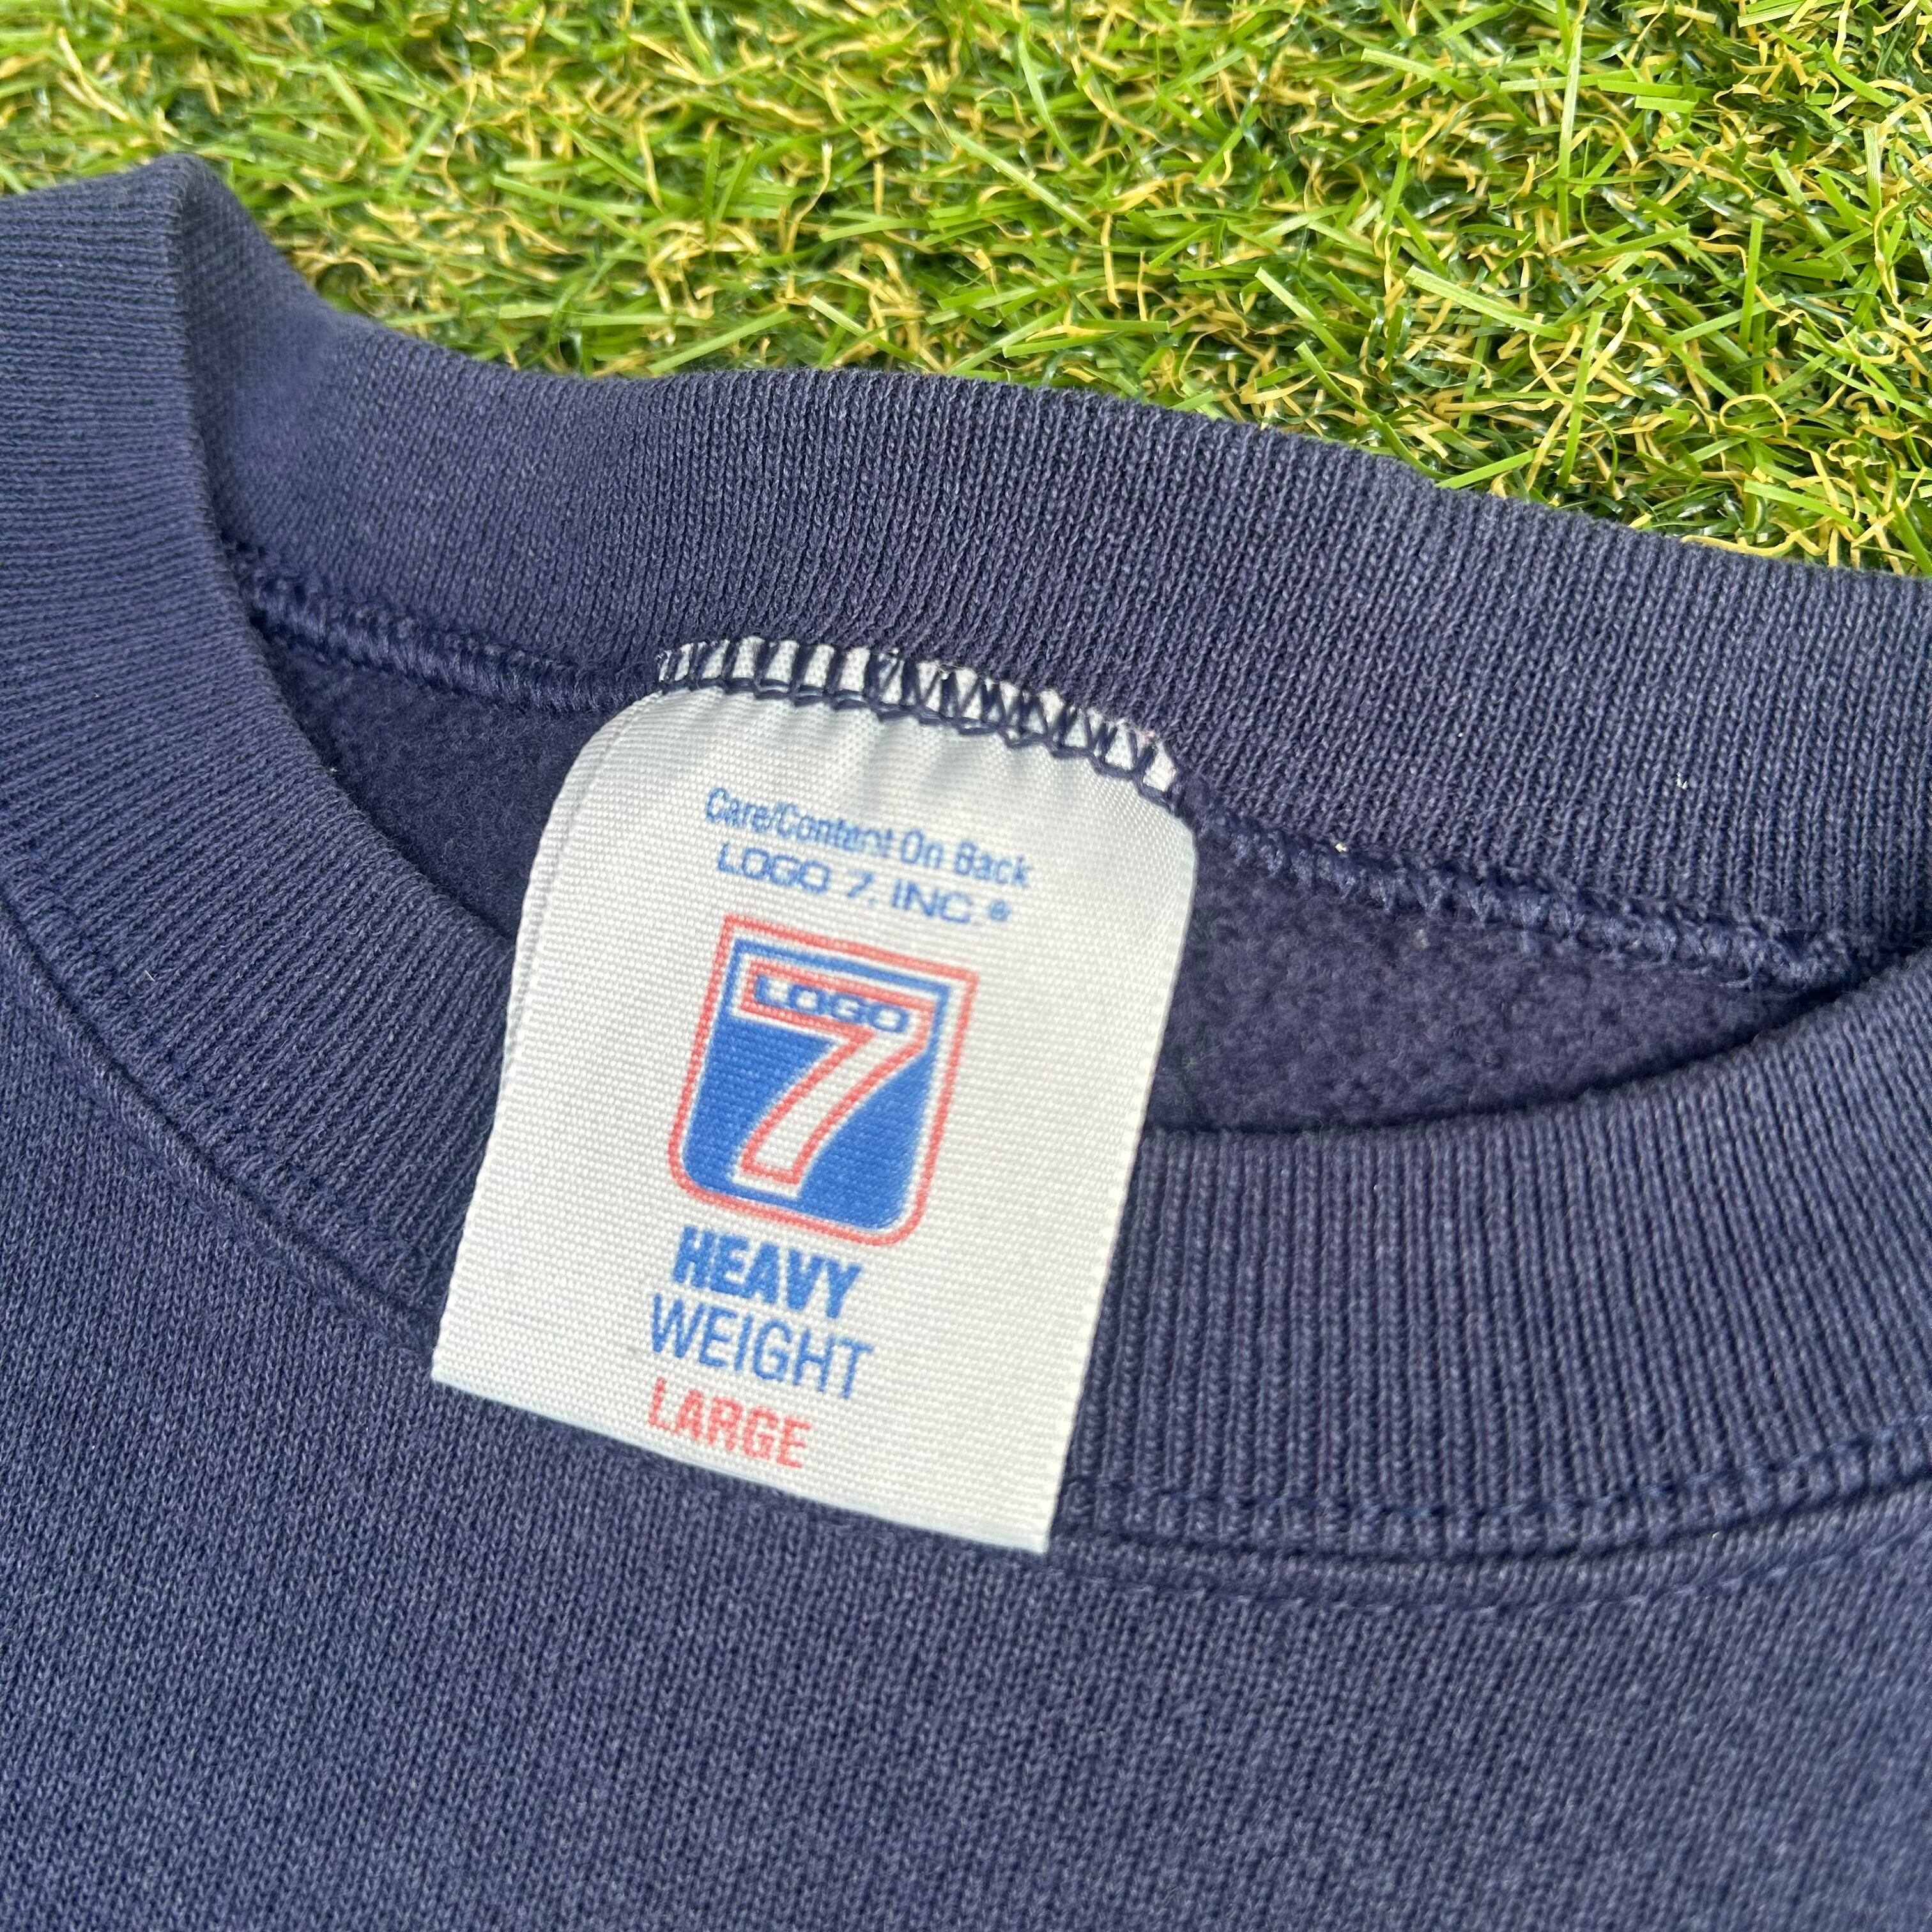 Care/Content On Back
LOGO 7, INC.®
LOGO
7
HEAVY
WEIGHT
LARGE